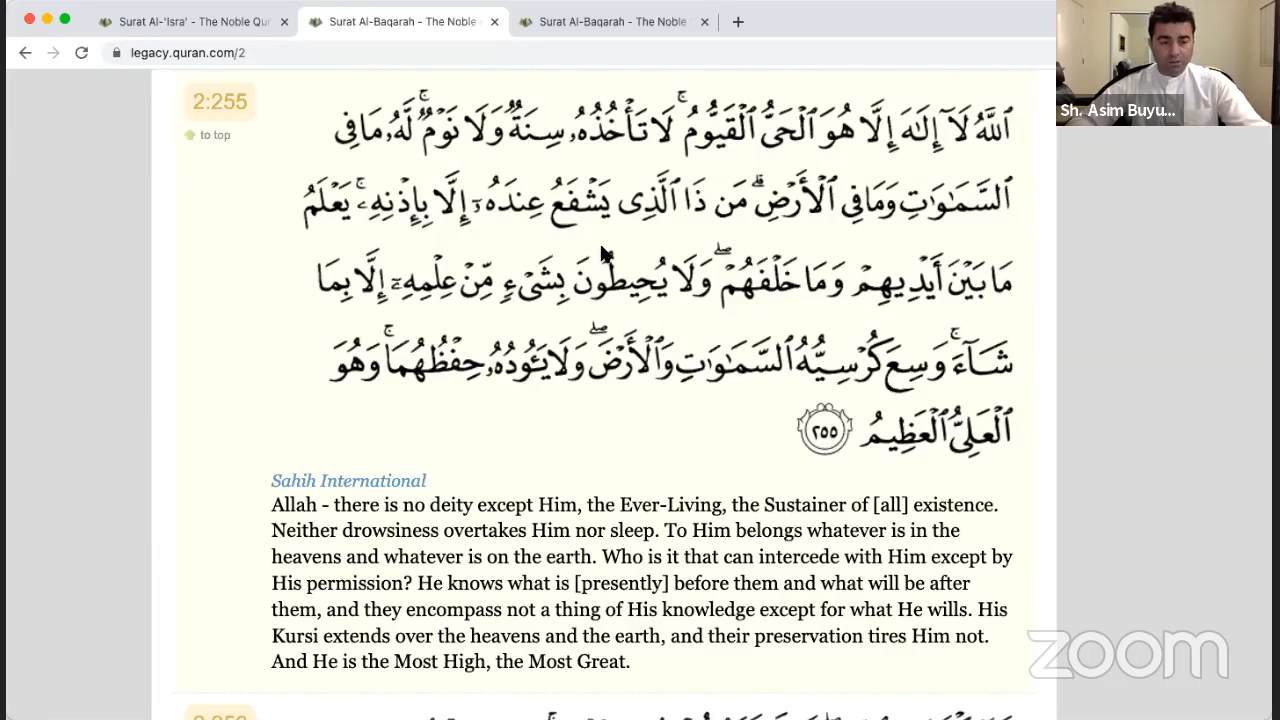 Surat Al-'Isra' - The Noble Qur
Surat Al-Baqarah - The Noble
Surat Al-Baqarah - The Noble
legacy.quran.com/2
Sh. Asim Buyu...
2:255
to top
ٱللَّهُ لَآ إِلَـٰهَ إِلَّا هُوَ ٱلْحَىُّ ٱلْقَيُّومُ ۚ لَا تَأْخُذُهُۥ سِنَةٌ وَلَا نَوْمٌ ۚ لَّهُۥ مَا فِى
ٱلسَّمَـٰوَٰتِ وَمَا فِى ٱلْأَرْضِ ۗ مَن ذَا ٱلَّذِى يَشْفَعُ عِندَهُۥٓ إِلَّا بِإِذْنِهِۦ ۚ يَعْلَمُ
مَا بَيْنَ أَيْدِيهِمْ وَمَا خَلْفَهُمْ ۖ وَلَا يُحِيطُونَ بِشَىْءٍ مِّنْ عِلْمِهِۦٓ إِلَّا بِمَا
شَآءَ ۚ وَسِعَ كُرْسِيُّهُ ٱلسَّمَـٰوَٰتِ وَٱلْأَرْضَ ۖ وَلَا يَـُٔودُهُۥ حِفْظُهُمَا ۚ وَهُوَ
ٱلْعَلِىُّ ٱلْعَظِيمُ ٢٥٥
Sahih International
Allah - there is no deity except Him, the Ever-Living, the Sustainer of [all] existence.
Neither drowsiness overtakes Him nor sleep. To Him belongs whatever is in the
heavens and whatever is on the earth. Who is it that can intercede with Him except by
His permission? He knows what is [presently] before them and what will be after
them, and they encompass not a thing of His knowledge except for what He wills. His
Kursi extends over the heavens and the earth, and their preservation tires Him not.
And He is the Most High, the Most Great.
zoom